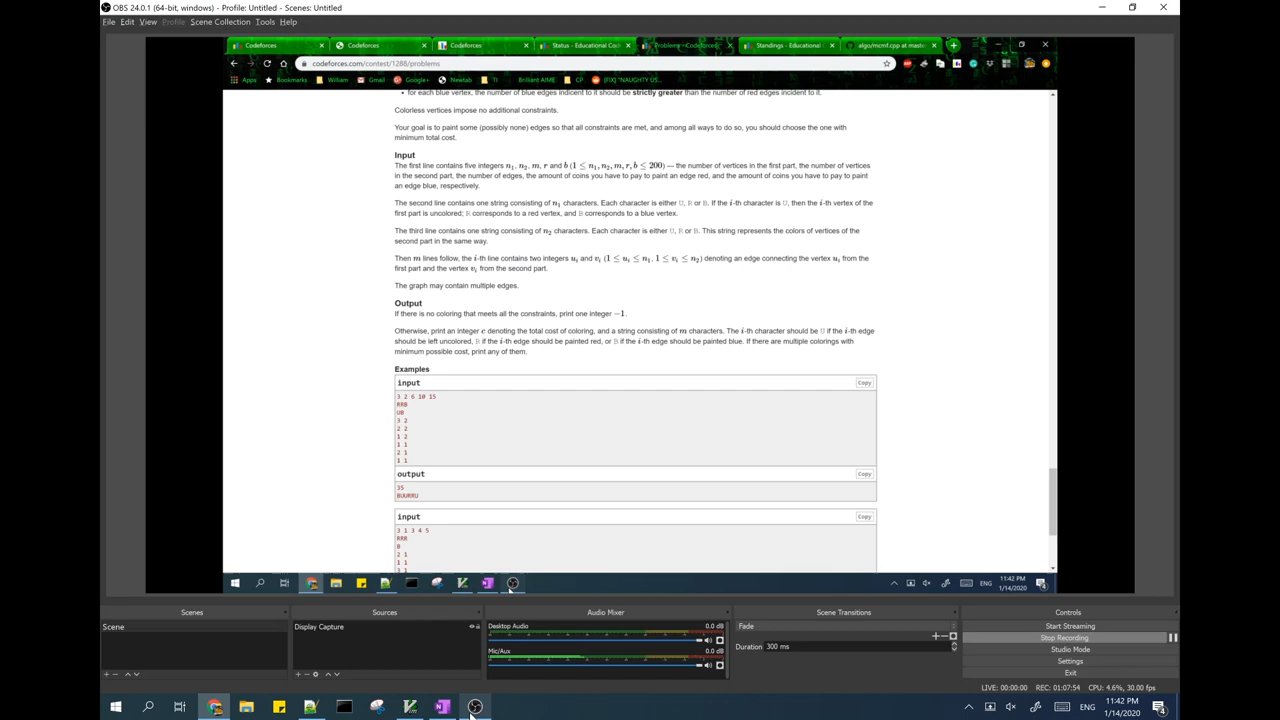 OBS 24.0.1 (64-bit, windows) - Profile: Untitled - Scenes: Untitled
File Edit View Profile Scene Collection Tools Help
Codeforces Codeforces Codeforces Status - Educational Problems - Codeforces Standings - Educational algo/mcmf.cpp at
codeforces.com/contest/1288/problems
Apps Bookmarks William Gmail Google+ Newtab TI Brilliant AIME CP [FIX] "NAUGHTY US...
for each blue vertex, the number of blue edges indicent to it should be strictly greater than the number of red edges incident to it.
Colorless vertices impose no additional constraints.
Your goal is to paint some (possibly none) edges so that all constraints are met, and among all ways to do so, you should choose the one with
minimum total cost.
Input
The first line contains five integers n₁, n₂, m, r and b (1 ≤ n₁, n₂, m, r, b ≤ 200) — the number of vertices in the first part, the number of vertices
in the second part, the number of edges, the amount of coins you have to pay to paint an edge red, and the amount of coins you have to pay to paint
an edge blue, respectively.
The second line contains one string consisting of n₁ characters. Each character is either U, R or B. If the i-th character is U, then the i-th vertex of the
first part is uncolored; R corresponds to a red vertex, and B corresponds to a blue vertex.
The third line contains one string consisting of n₂ characters. Each character is either U, R or B. This string represents the colors of vertices of the
second part in the same way.
Then m lines follow, the i-th line contains two integers uᵢ and vᵢ (1 ≤ uᵢ ≤ n₁, 1 ≤ vᵢ ≤ n₂) denoting an edge connecting the vertex uᵢ from the
first part and the vertex vᵢ from the second part.
The graph may contain multiple edges.
Output
If there is no coloring that meets all the constraints, print one integer −1.
Otherwise, print an integer c denoting the total cost of coloring, and a string consisting of m characters. The i-th character should be U if the i-th edge
should be left uncolored, R if the i-th edge should be painted red, or B if the i-th edge should be painted blue. If there are multiple colorings with
minimum possible cost, print any of them.
Examples
input Copy
3 2 6 10 15
RRB
UB
3 2
2 2
1 2
1 1
2 1
1 1
output Copy
35
BUURRU
input Copy
3 1 3 4 5
RRR
B
2 1
1 1
3 1
ENG 11:42 PM
1/14/2020
Scenes Sources Audio Mixer Scene Transitions Controls
Scene Display Capture Desktop Audio 0.0 dB Fade Start Streaming
Duration 300 ms Stop Recording
Mic/Aux 0.0 dB Studio Mode
Settings
Exit
LIVE: 00:00:00 REC: 01:07:54 CPU: 4.6%, 30.00 fps
ENG 11:42 PM
1/14/2020